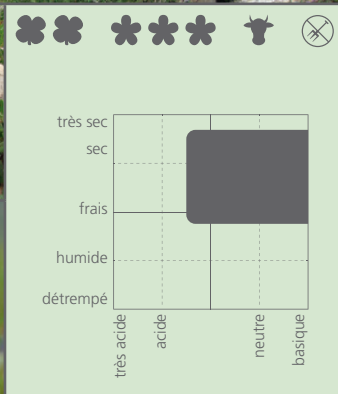 très sec
sec
frais
humide
détrempé
très acide
acide
neutre
basique